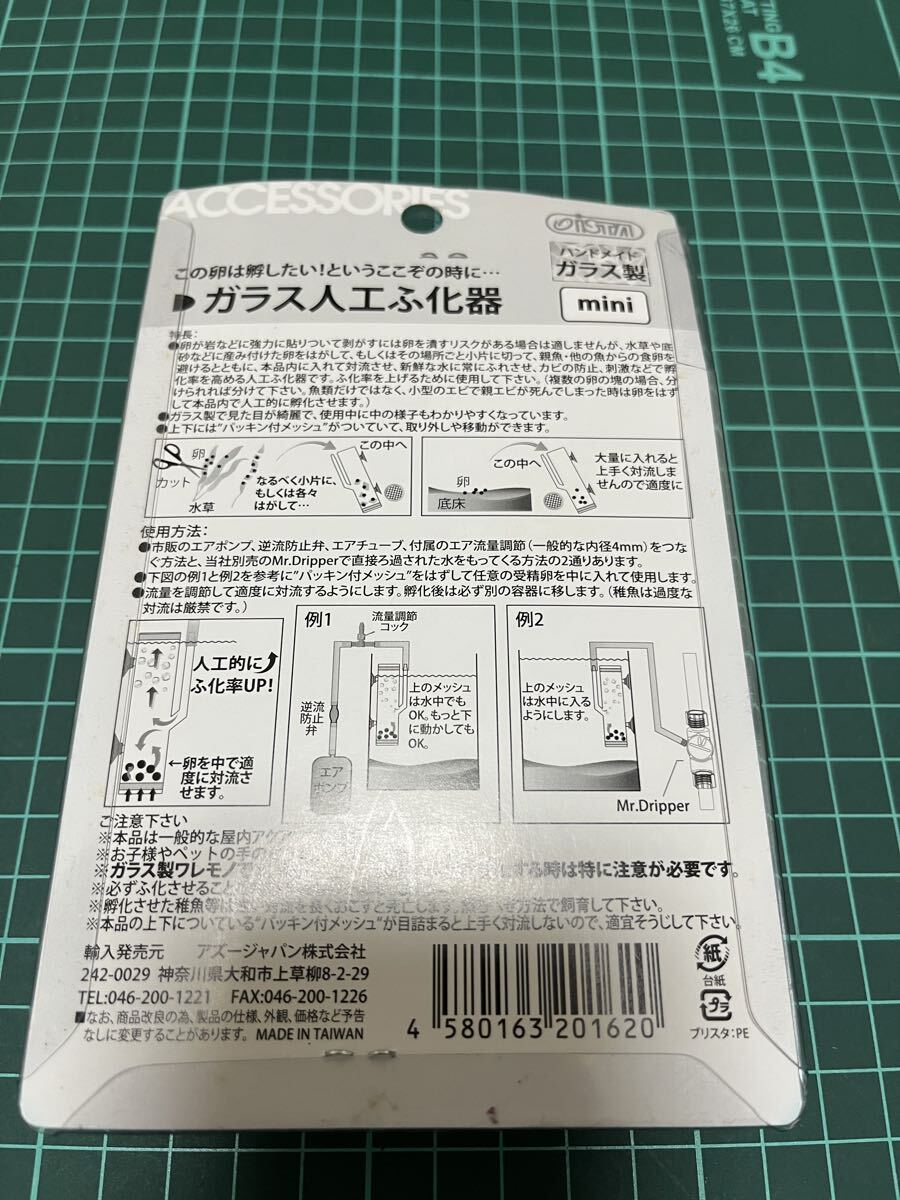 TING
MAT
17X26 CM
B4
ACCESSORIES
この卵は孵したい!というここぞの時に…
ハンドメイド
ガラス製
ガラス人工ふ化器
mini
特長:
●卵が岩などに強力に貼りついて剥がすには卵を潰すリスクがある場合は適しませんが、水草や底
砂などに産み付けた卵をはがして、もしくはその場所ごと小片に切って、親魚・他の魚からの食卵を
避けるとともに、本品内に入れて対流させ、新鮮な水に常にふれさせ、カビの防止、刺激などで孵
化率を高める人工ふ化器です。ふ化率を上げるために使用して下さい。(複数の卵の塊の場合、分
けられれば分けて下さい。魚類だけではなく、小型のエビで親エビが死んでしまった時は卵をはず
して本品内で人工的に孵化させます。)
●ガラス製で見た目が綺麗で、使用中に中の様子もわかりやすくなっています。
●上下には"パッキン付メッシュ"がついていて、取り外しや移動ができます。
卵
カット
水草
なるべく小片に、
もしくは各々
はがして…
この中へ
この中へ
卵
底床
大量に入れると
上手く対流しま
せんので適度に
使用方法:
●市販のエアポンプ、逆流防止弁、エアチューブ、付属のエア流量調節(一般的な内径4mm)をつな
ぐ方法と、当社別売のMr.Dripperで直接ろ過された水をもってくる方法の2通りあります。
●下図の例1と例2を参考に"パッキン付メッシュ"をはずして任意の受精卵を中に入れて使用します。
●流量を調節して適度に対流するようにします。孵化後は必ず別の容器に移します。(稚魚は過度な
対流は厳禁です。)
人工的に
ふ化率UP!
←卵を中で適
度に対流さ
せます。
例1
流量調節
コック
逆流
防止
弁
エア
ポンプ
上のメッシュ
は水中でも
OK。もっと下
に動かしても
OK。
例2
上のメッシュ
は水中に入る
ようにします。
Mr.Dripper
ご注意下さい
※本品は一般的な屋内アク
※お子様やペットの手の
※ガラス製ワレモノで
する時は特に注意が必要です。
※必ずふ化させること
※孵化させた稚魚等は
方法で飼育して下さい。
※本品の上下についている"パッキン付メッシュ"が目詰まると上手く対流しないので、適宜そうじして下さい。
輸入発売元 アズージャパン株式会社
242-0029 神奈川県大和市上草柳8-2-29
TEL:046-200-1221 FAX:046-200-1226
■なお、商品改良の為、製品の仕様、外観、価格など予告
なしに変更することがあります。 MADE IN TAIWAN
4 580163 201620
紙
台紙
プラ
ブリスタ:PE